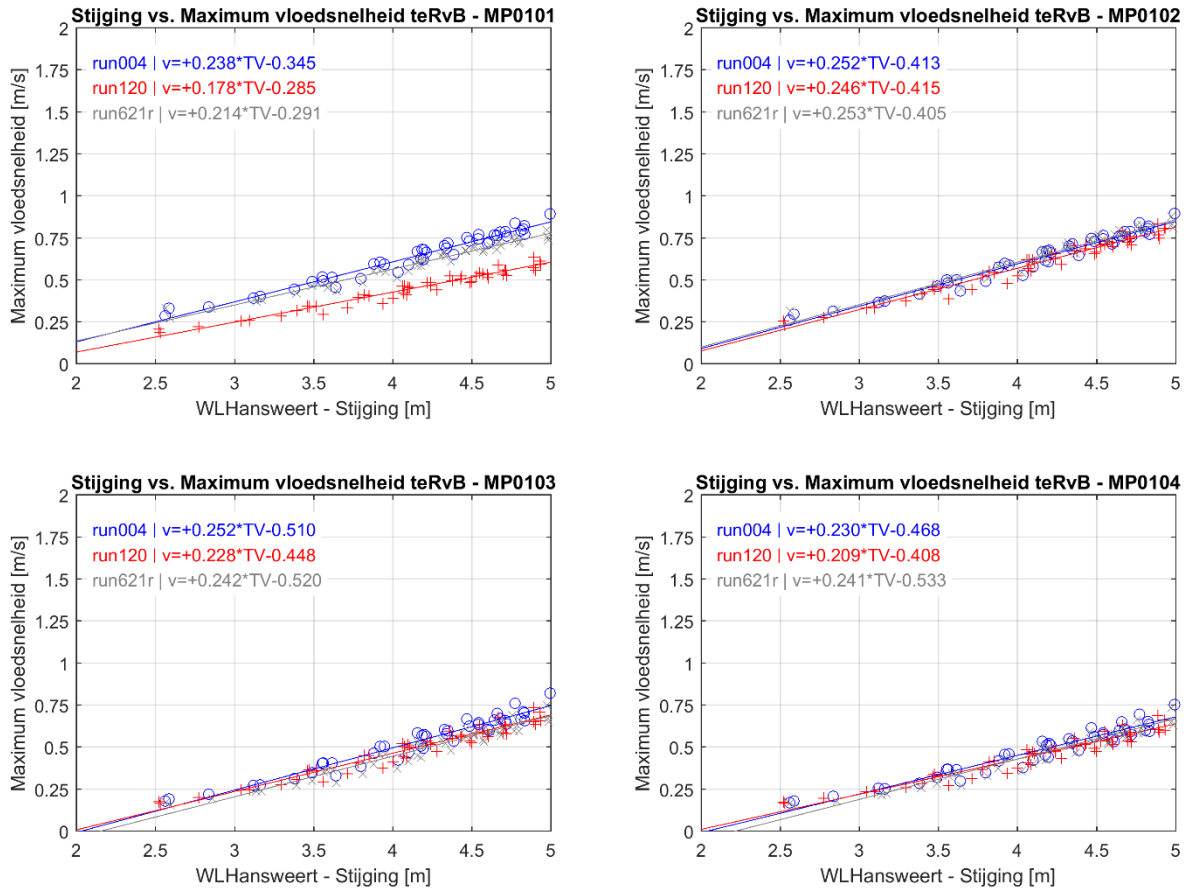 Stijging vs. Maximum vloedsnelheid teRvB - MP0101
run004 | v=+0.238*TV-0.345
run120 | v=+0.178*TV-0.285
run621r | v=+0.214*TV-0.291
Maximum vloedsnelheid [m/s]
2
1.75
1.5
1.25
1
0.75
0.5
0.25
0
2 2.5 3 3.5 4 4.5 5
WLHansweert - Stijging [m]
Stijging vs. Maximum vloedsnelheid teRvB - MP0102
run004 | v=+0.252*TV-0.413
run120 | v=+0.246*TV-0.415
run621r | v=+0.253*TV-0.405
Maximum vloedsnelheid [m/s]
2
1.75
1.5
1.25
1
0.75
0.5
0.25
0
2 2.5 3 3.5 4 4.5 5
WLHansweert - Stijging [m]
Stijging vs. Maximum vloedsnelheid teRvB - MP0103
run004 | v=+0.252*TV-0.510
run120 | v=+0.228*TV-0.448
run621r | v=+0.242*TV-0.520
Maximum vloedsnelheid [m/s]
2
1.75
1.5
1.25
1
0.75
0.5
0.25
0
2 2.5 3 3.5 4 4.5 5
WLHansweert - Stijging [m]
Stijging vs. Maximum vloedsnelheid teRvB - MP0104
run004 | v=+0.230*TV-0.468
run120 | v=+0.209*TV-0.408
run621r | v=+0.241*TV-0.533
Maximum vloedsnelheid [m/s]
2
1.75
1.5
1.25
1
0.75
0.5
0.25
0
2 2.5 3 3.5 4 4.5 5
WLHansweert - Stijging [m]